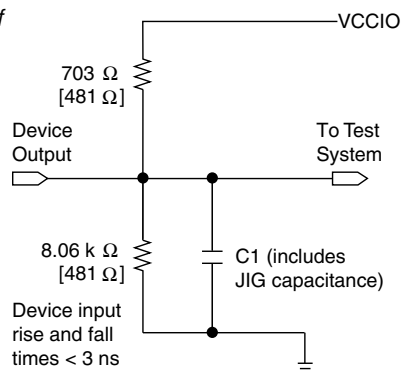 f
VCCIO
703 Ω
[481 Ω]
Device
Output
To Test
System
8.06 k Ω
[481 Ω]
C1 (includes
JIG capacitance)
Device input
rise and fall
times < 3 ns